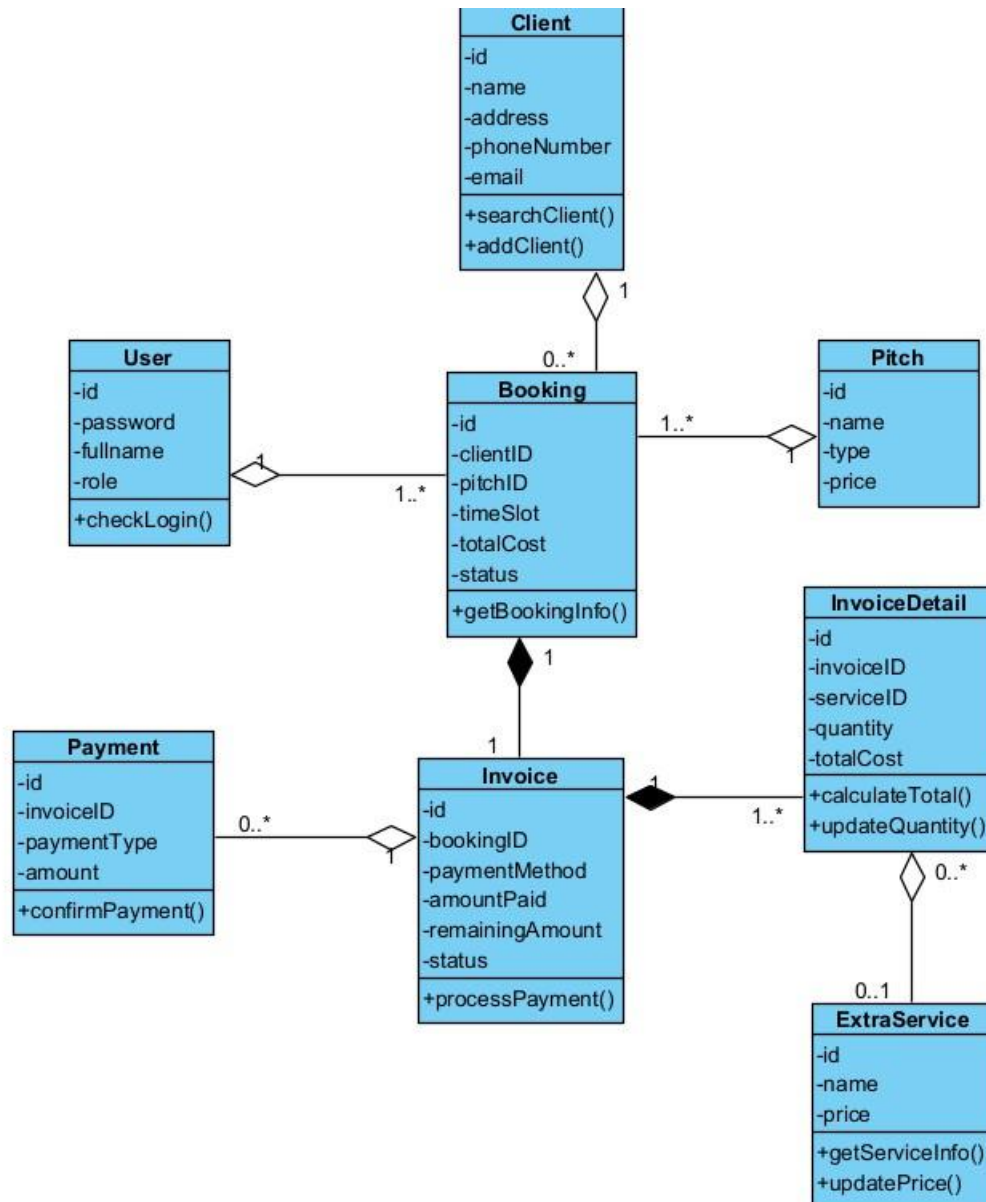 Client
-id
-name
-address
-phoneNumber
-email
+searchClient()
+addClient()
1
0..*
User
-id
-password
-fullname
-role
+checkLogin()
1
1..*
Booking
-id
-clientID
-pitchID
-timeSlot
-totalCost
-status
+getBookingInfo()
1..*
1
Pitch
-id
-name
-type
-price
1
1
Payment
-id
-invoiceID
-paymentType
-amount
+confirmPayment()
0..*
1
Invoice
-id
-bookingID
-paymentMethod
-amountPaid
-remainingAmount
-status
+processPayment()
1
1..*
InvoiceDetail
-id
-invoiceID
-serviceID
-quantity
-totalCost
+calculateTotal()
+updateQuantity()
0..*
0..1
ExtraService
-id
-name
-price
+getServiceInfo()
+updatePrice()